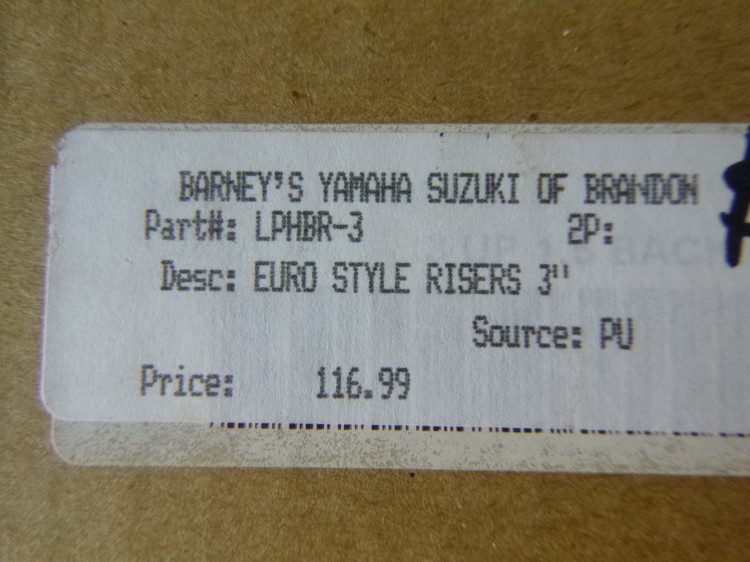 BARNEY'S YAMAHA SUZUKI OF BRANDON
Part#: LPHBR-3 2P:
Desc: EURO STYLE RISERS 3"
Source: PU
Price: 116.99